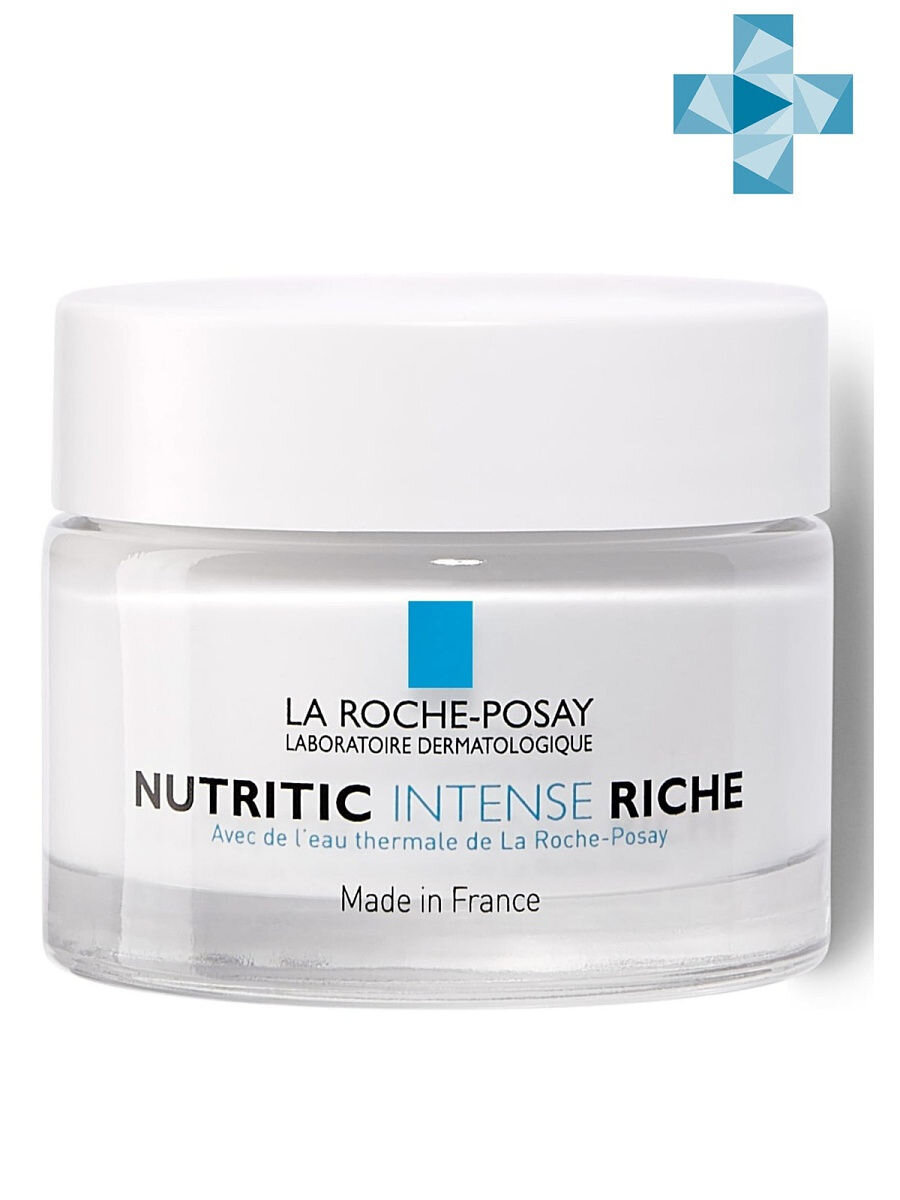 LA ROCHE-POSAY
LABORATOIRE DERMATOLOGIQUE
NUTRITIC INTENSE RICHE
Avec de l'eau thermale de La Roche-Posay
Made in France